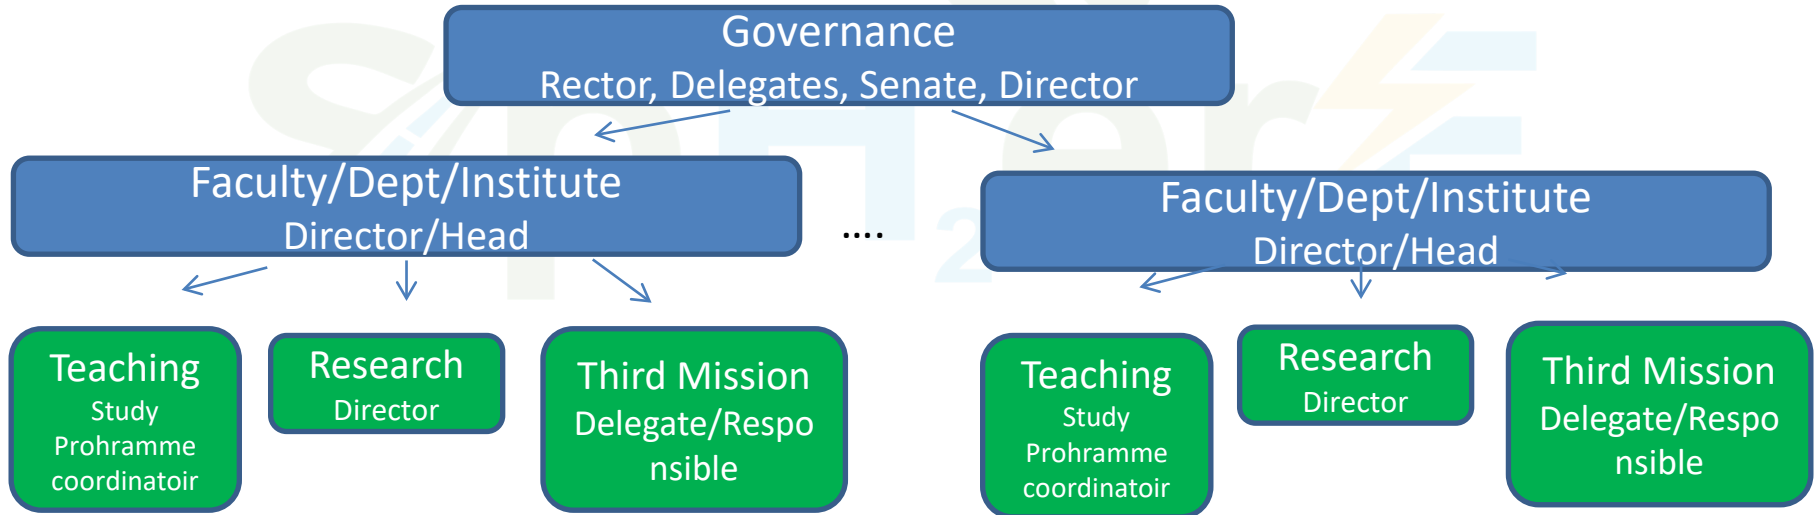 Governance
Rector, Delegates, Senate, Director
Faculty/Dept/Institute
Director/Head
....
Faculty/Dept/Institute
Director/Head
Teaching
Study
Prohramme
coordinatoir
Research
Director
Third Mission
Delegate/Respo
nsible
Teaching
Study
Prohramme
coordinatoir
Research
Director
Third Mission
Delegate/Respo
nsible
SpH2erE